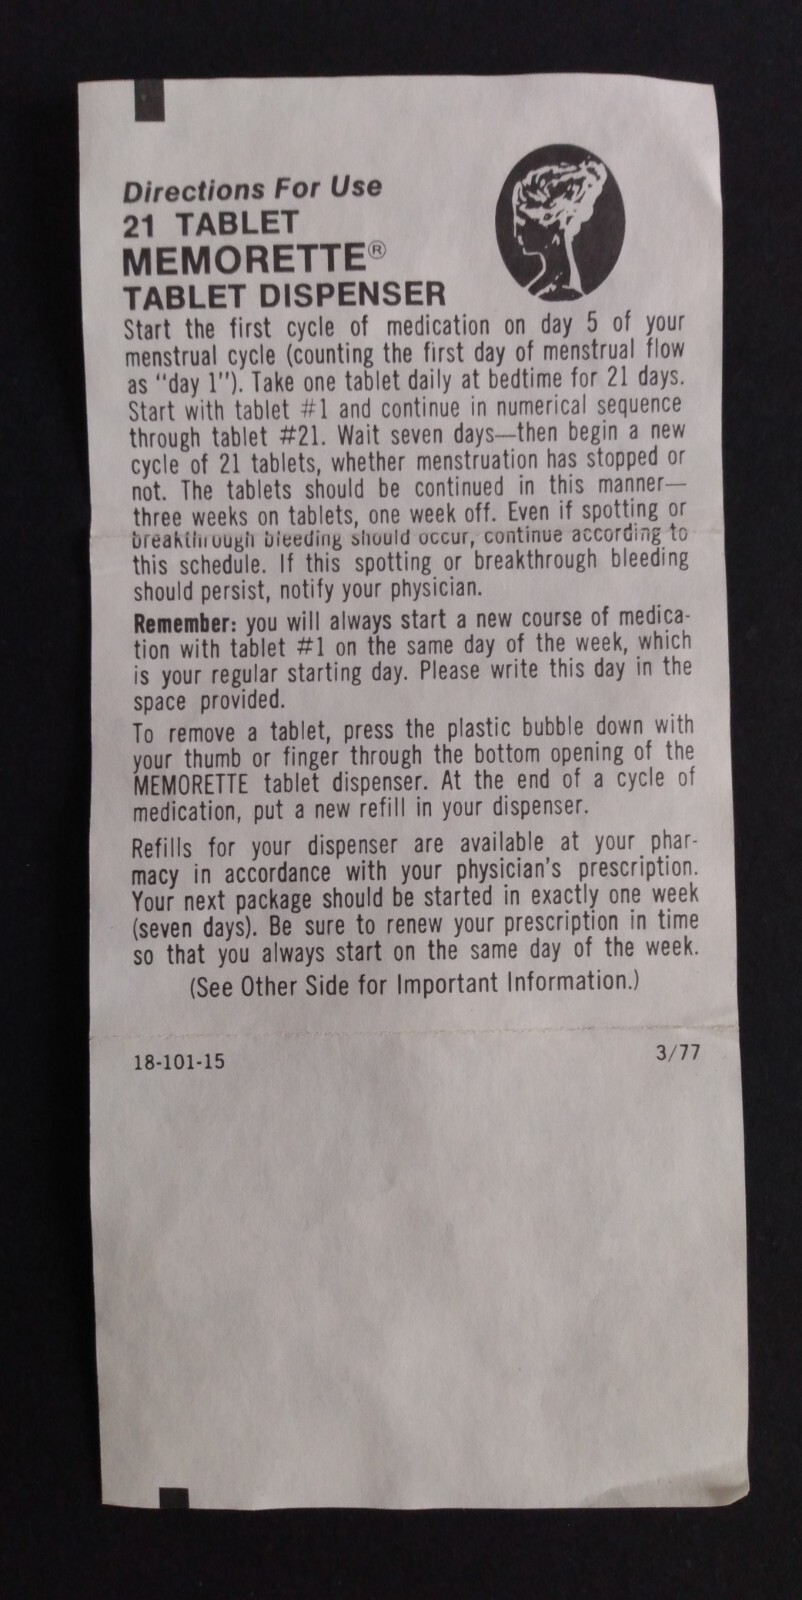 Directions For Use
21 TABLET
MEMORETTE®
TABLET DISPENSER
Start the first cycle of medication on day 5 of your
menstrual cycle (counting the first day of menstrual flow
as "day 1"). Take one tablet daily at bedtime for 21 days.
Start with tablet #1 and continue in numerical sequence
through tablet #21. Wait seven days—then begin a new
cycle of 21 tablets, whether menstruation has stopped or
not. The tablets should be continued in this manner—
three weeks on tablets, one week off. Even if spotting or
breakthrough bleeding should occur, continue according to
this schedule. If this spotting or breakthrough bleeding
should persist, notify your physician.
Remember: you will always start a new course of medica-
tion with tablet #1 on the same day of the week, which
is your regular starting day. Please write this day in the
space provided.
To remove a tablet, press the plastic bubble down with
your thumb or finger through the bottom opening of the
MEMORETTE tablet dispenser. At the end of a cycle of
medication, put a new refill in your dispenser.
Refills for your dispenser are available at your phar-
macy in accordance with your physician's prescription.
Your next package should be started in exactly one week
(seven days). Be sure to renew your prescription in time
so that you always start on the same day of the week.
(See Other Side for Important Information.)
18-101-15
3/77